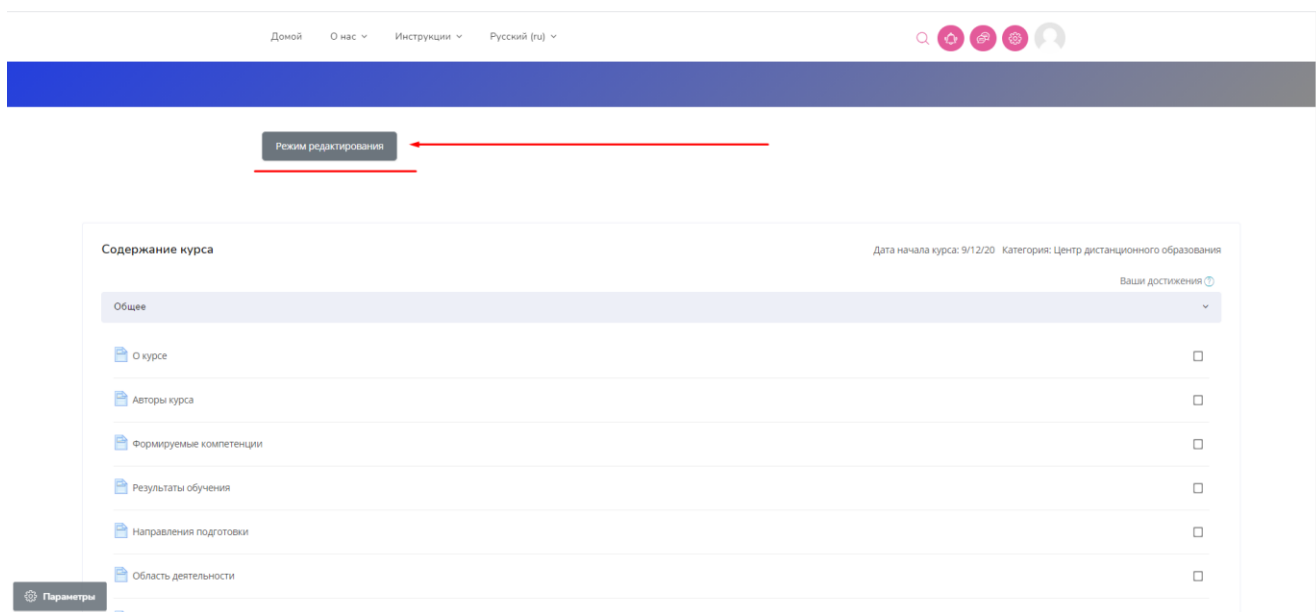 Домой О нас Инструкции Русский (ru)
Режим редактирования
Содержание курса Дата начала курса: 9/12/20 Категория: Центр дистанционного образования
Ваши достижения
Общее
О курсе
Авторы курса
Формируемые компетенции
Результаты обучения
Направления подготовки
Область деятельности
Параметры